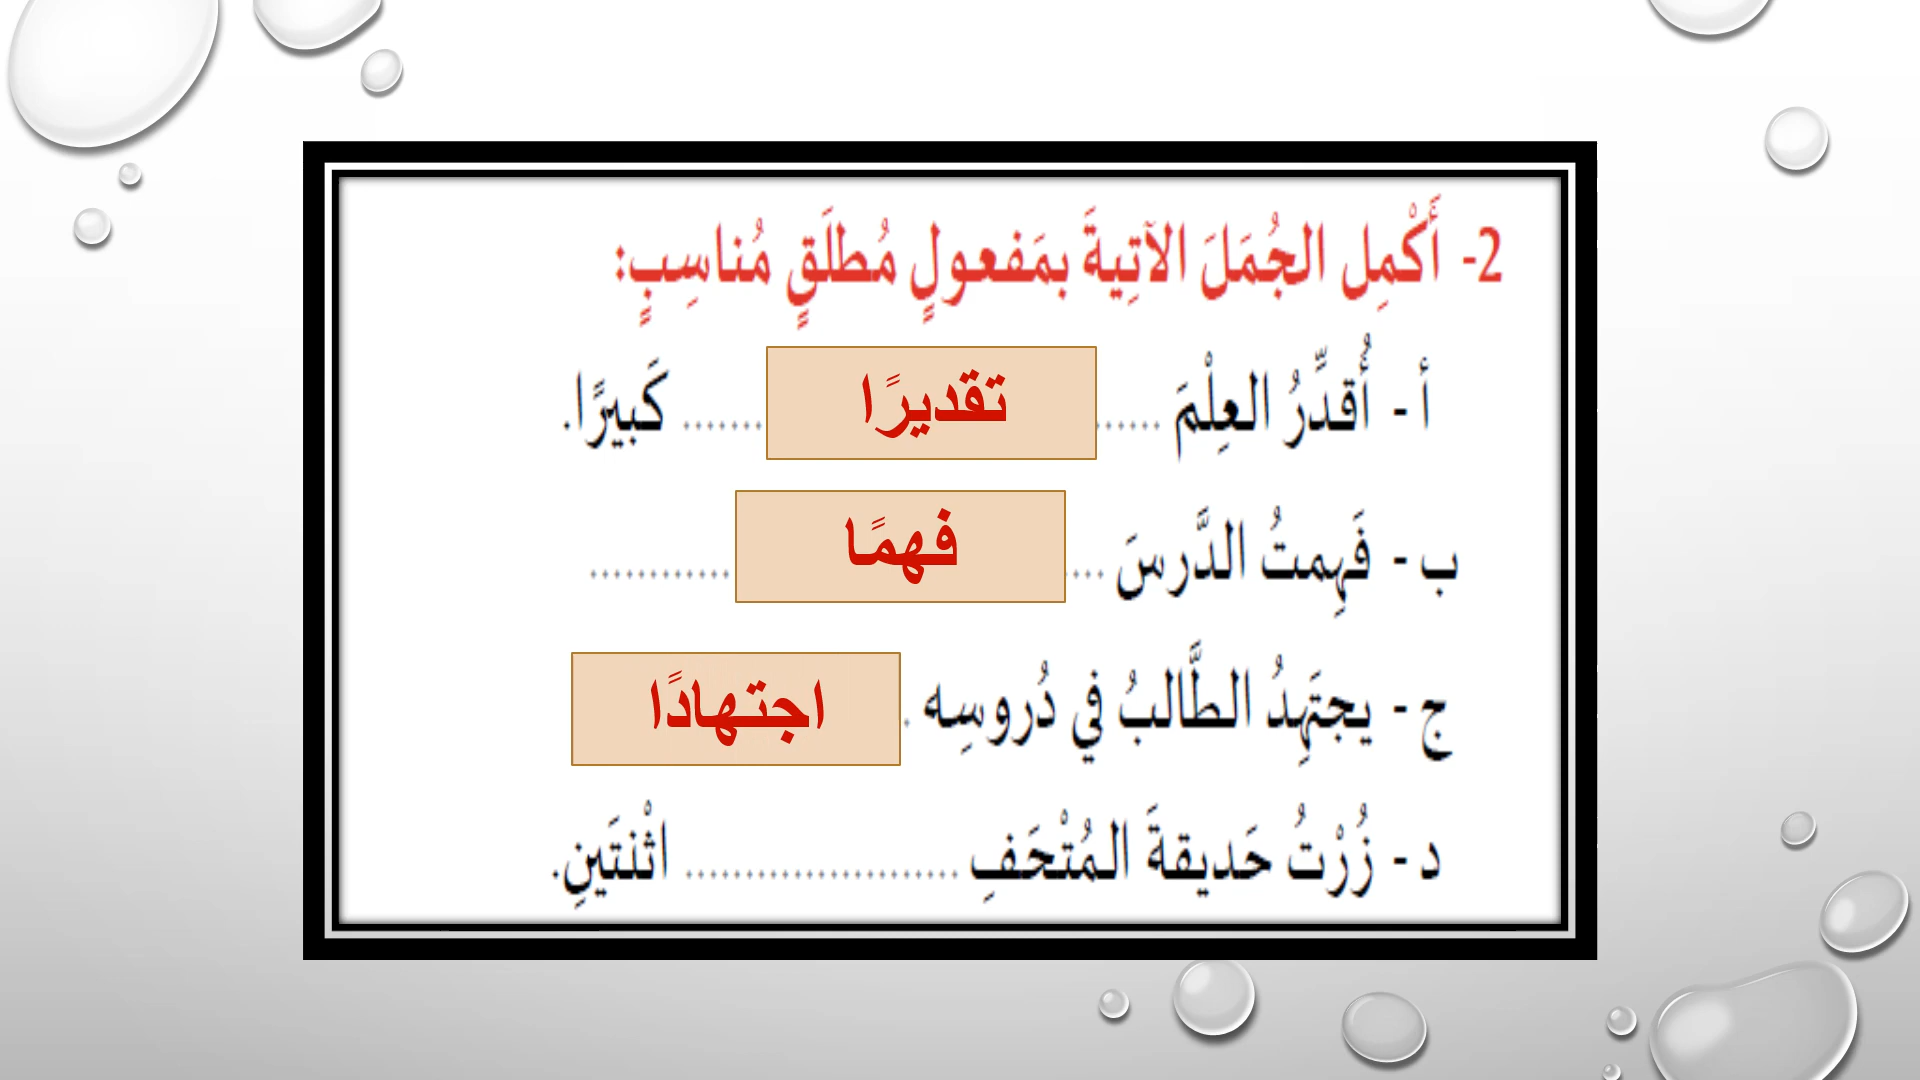 2- أَكْمِل الجُمَلَ الآتِيةَ بمَفعولٍ مُطلَقٍ مُناسِبٍ:
أ - أُقدِّرُ العِلْمَ ...... تقديرًا ....... كَبيرًا.
ب - فَهِمتُ الدَّرسَ .... فهمًا ............
ج - يجتَهِدُ الطَّالبُ في دُروسِه . اجتهادًا
د - زُرْتُ حَديقةَ المُتْحَفِ ....................... اثْنتَينِ.